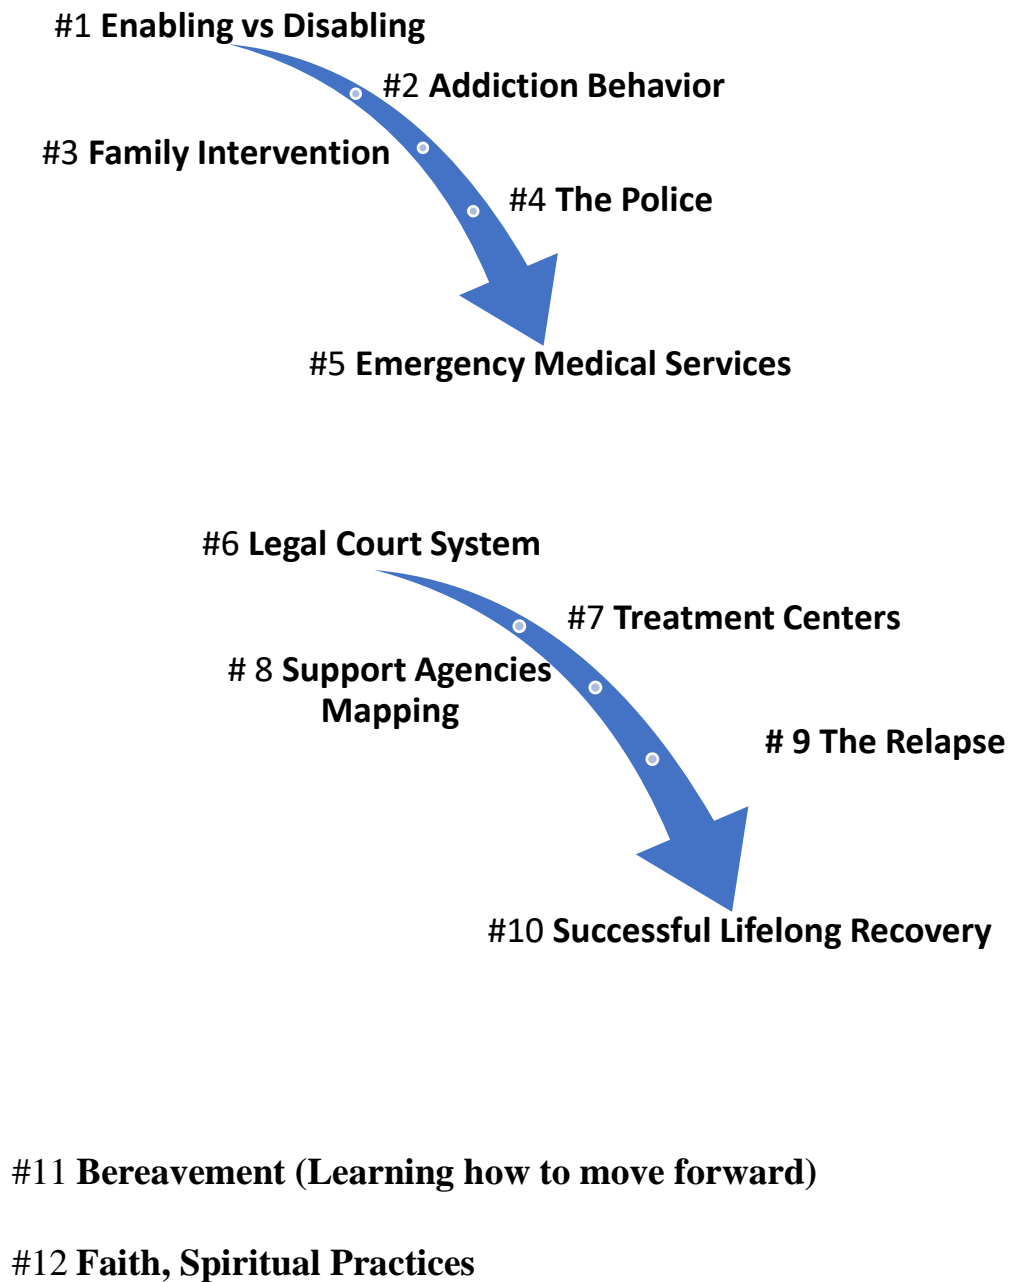 #1 Enabling vs Disabling
#2 Addiction Behavior
#3 Family Intervention
#4 The Police
#5 Emergency Medical Services
#6 Legal Court System
#7 Treatment Centers
# 8 Support Agencies
Mapping
# 9 The Relapse
#10 Successful Lifelong Recovery
#11 Bereavement (Learning how to move forward)
#12 Faith, Spiritual Practices